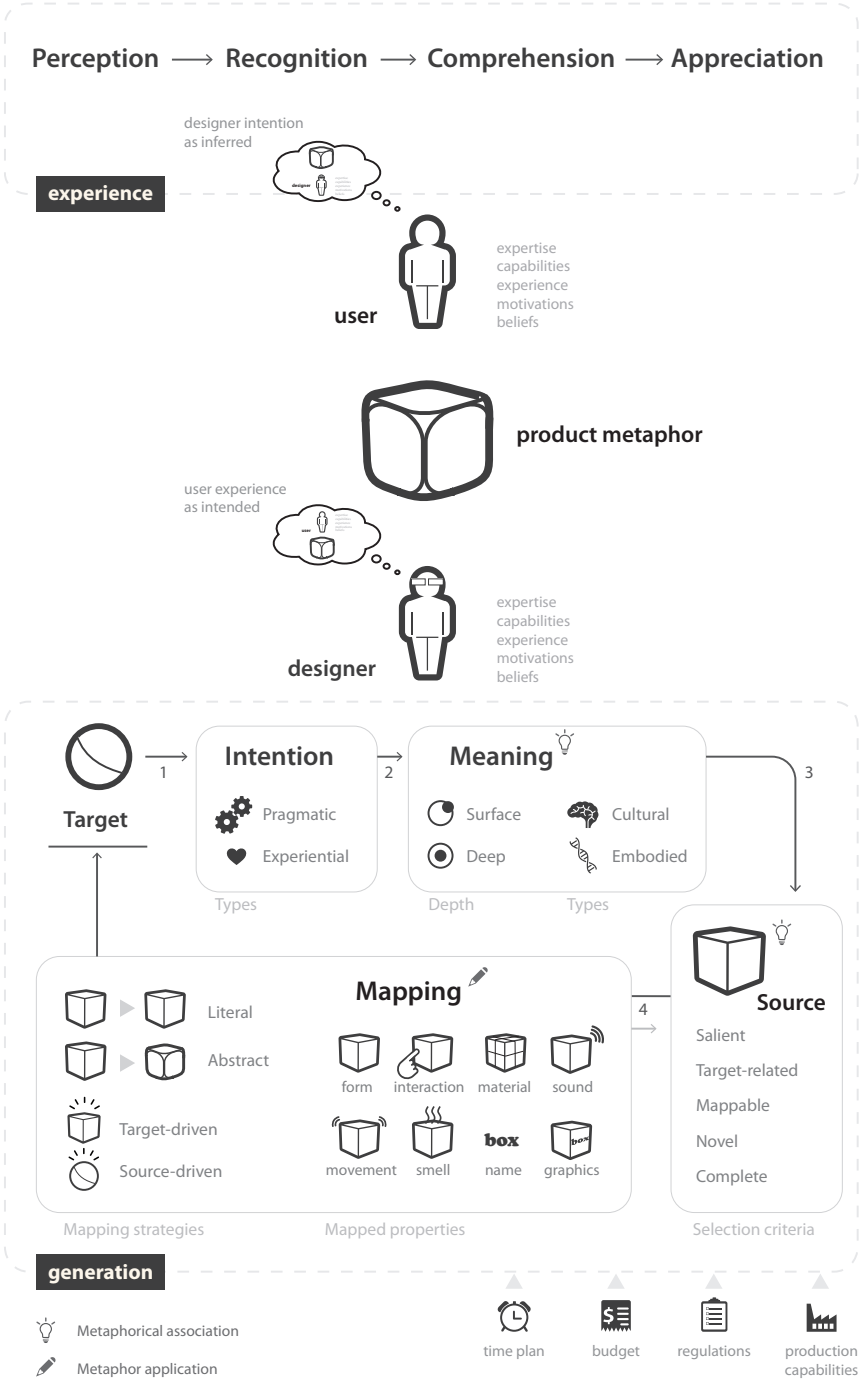 Perception → Recognition → Comprehension → Appreciation
designer intention
as inferred
designer
experience
expertise
capabilities
experience
motivations
beliefs
user
product metaphor
user experience
as intended
user
expertise
capabilities
experience
motivations
beliefs
designer
Target
1
Intention
Pragmatic
Experiential
Types
2
Meaning
Surface
Deep
Cultural
Embodied
Depth
Types
3
Source
Salient
Target-related
Mappable
Novel
Complete
Selection criteria
4
Mapping
Literal
Abstract
Target-driven
Source-driven
Mapping strategies
form interaction material sound
box
box
movement smell name graphics
Mapped properties
generation
$
time plan budget regulations production
capabilities
Metaphorical association
Metaphor application